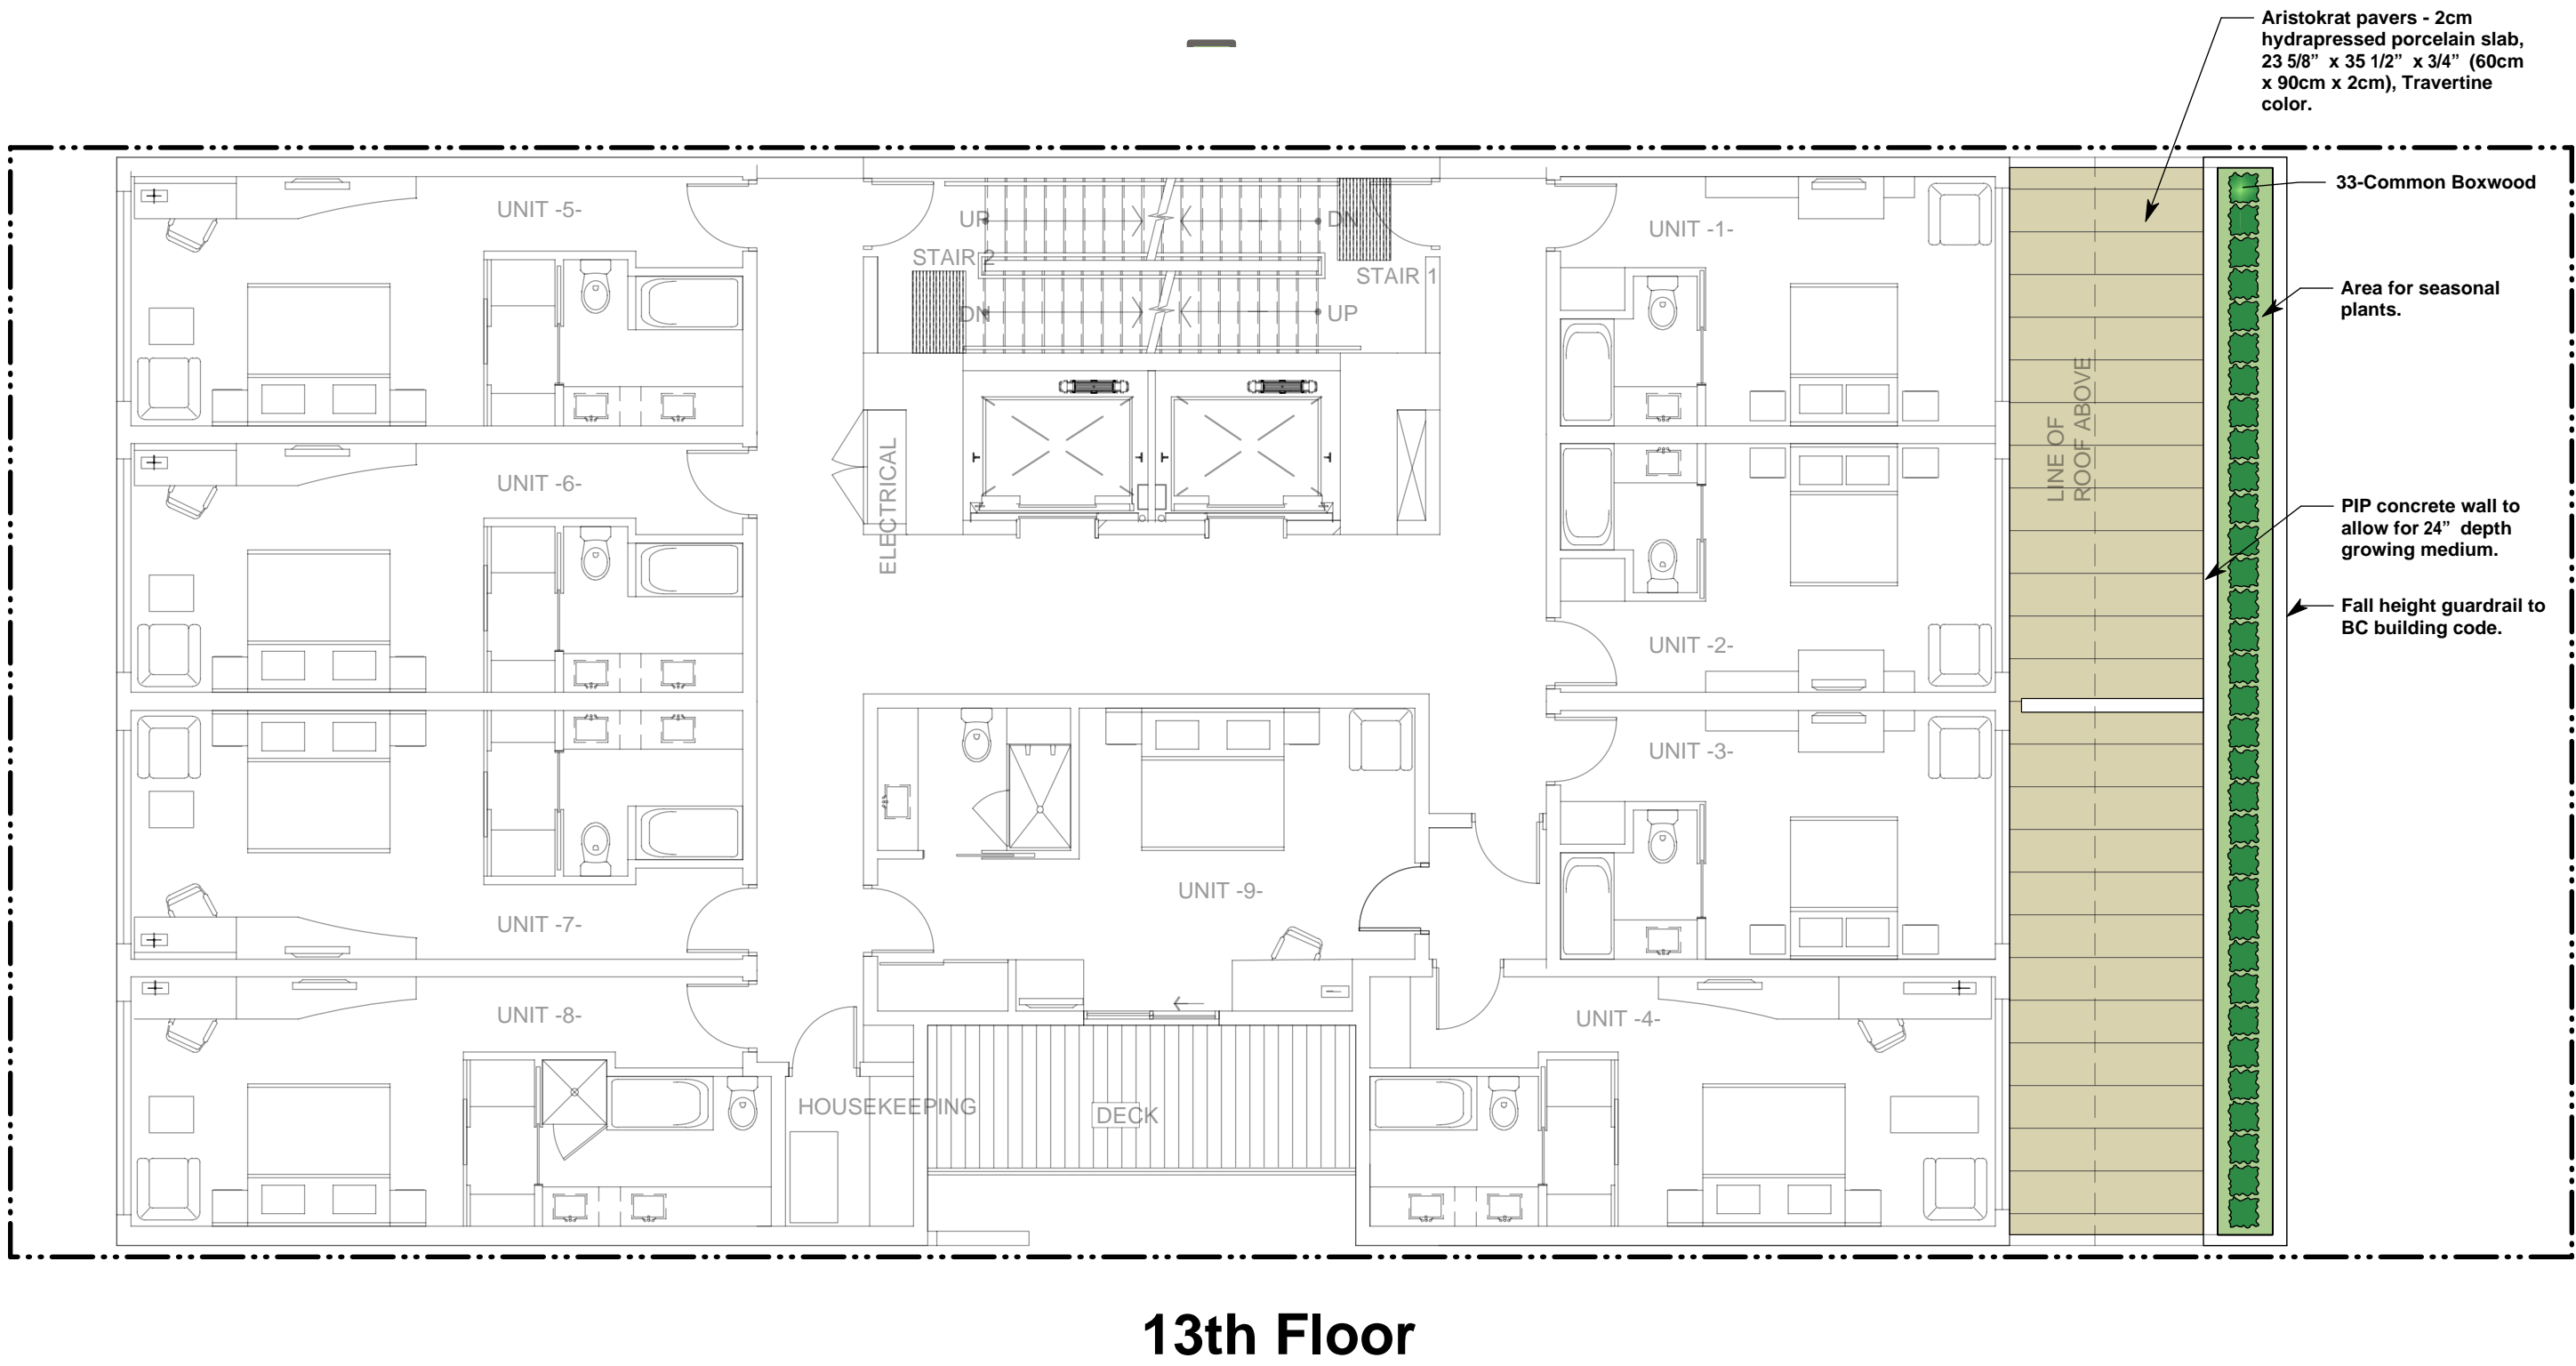 Aristokrat pavers - 2cm
hydrapressed porcelain slab,
23 5/8” x 35 1/2” x 3/4” (60cm
x 90cm x 2cm), Travertine
color.
33-Common Boxwood
Area for seasonal
plants.
PIP concrete wall to
allow for 24” depth
growing medium.
Fall height guardrail to
BC building code.
UNIT -5-
UP
DN
STAIR 2
STAIR 1
DN
UP
UNIT -1-
LINE OF
ROOF ABOVE
UNIT -6-
ELECTRICAL
UNIT -2-
UNIT -3-
UNIT -9-
UNIT -7-
UNIT -8-
UNIT -4-
HOUSEKEEPING
DECK
13th Floor